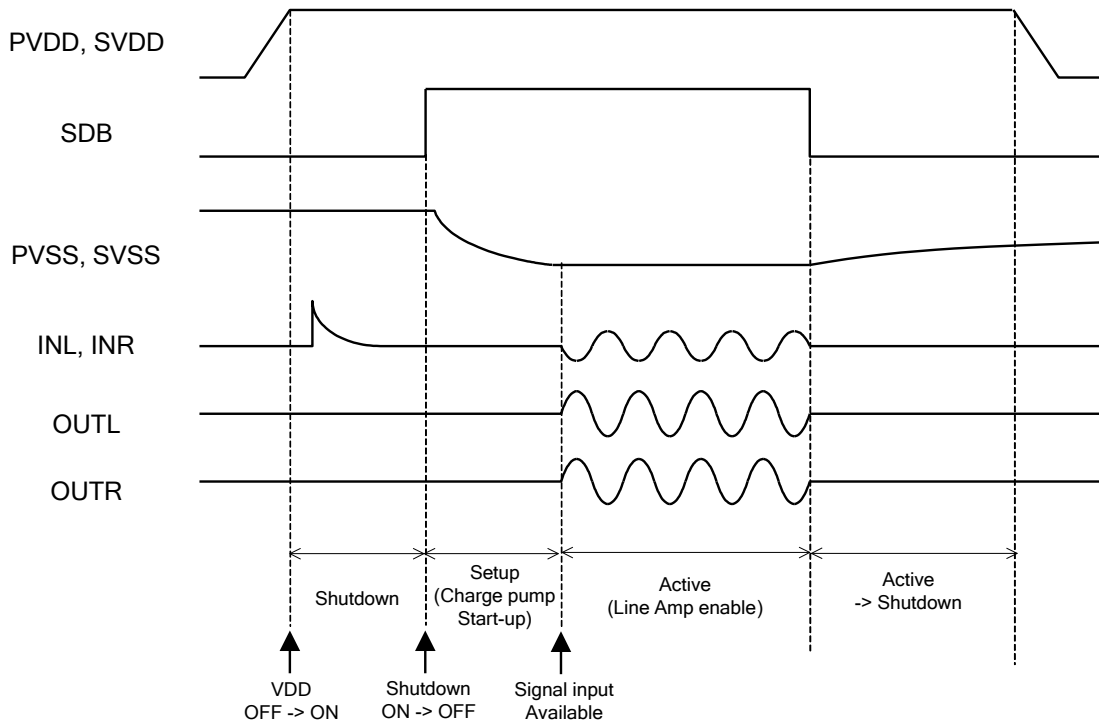 PVDD, SVDD
SDB
PVSS, SVSS
INL, INR
OUTL
OUTR
Shutdown
Setup
(Charge pump
Start-up)
Active
(Line Amp enable)
Active
-> Shutdown
VDD
OFF -> ON
Shutdown
ON -> OFF
Signal input
Available